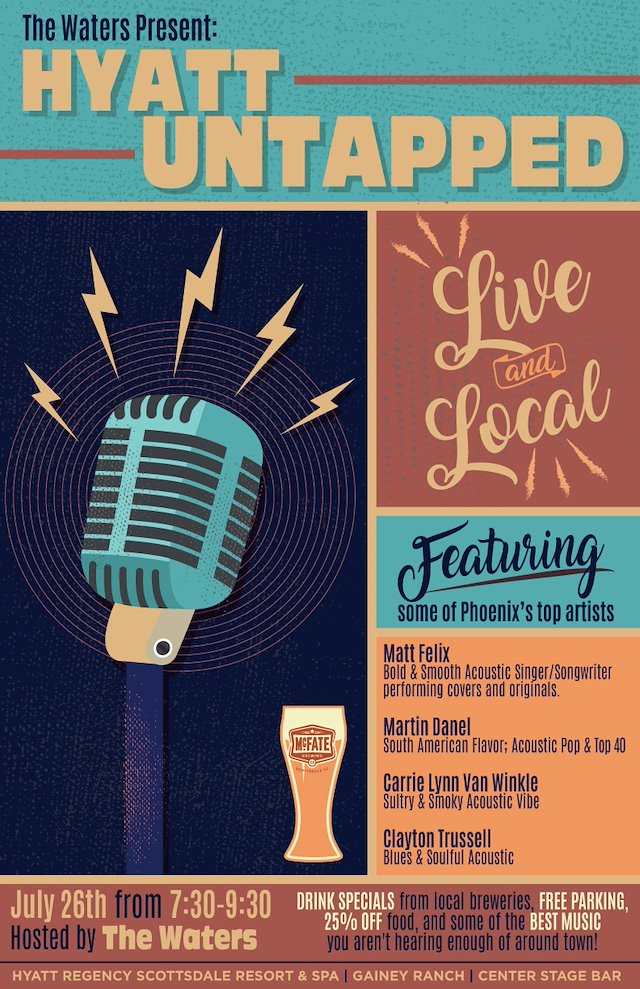 The Waters Present:
HYATT
UNTAPPED
Live
and
Local
Featuring
some of Phoenix's top artists
Matt Felix
Bold & Smooth Acoustic Singer/Songwriter
performing covers and originals.
Martin Danel
South American Flavor; Acoustic Pop & Top 40
Carrie Lynn Van Winkle
Sultry & Smoky Acoustic Vibe
Clayton Trussell
Blues & Soulful Acoustic
McFATE
BREWING
SCOTTSDALE, AZ
July 26th from 7:30-9:30
Hosted by The Waters
DRINK SPECIALS from local breweries, FREE PARKING,
25% OFF food, and some of the BEST MUSIC
you aren't hearing enough of around town!
HYATT REGENCY SCOTTSDALE RESORT & SPA | GAINEY RANCH | CENTER STAGE BAR